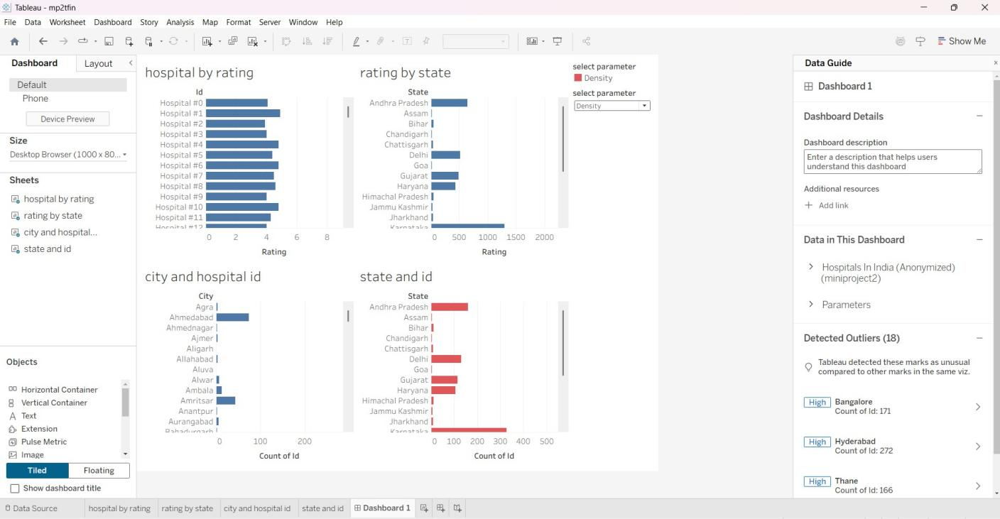 Tableau - mp2tfin
File Data Worksheet Dashboard Story Analysis Map Format Server Window Help
Show Me
Dashboard Layout
Default
Phone
Device Preview
Size
Desktop Browser (1000 x 80...
Sheets
hospital by rating
rating by state
city and hospital...
state and id
Objects
Horizontal Container
Vertical Container
Text
Extension
Pulse Metric
Image
Tiled Floating
Show dashboard title
hospital by rating
Id
Hospital #0
Hospital #1
Hospital #2
Hospital #3
Hospital #4
Hospital #5
Hospital #6
Hospital #7
Hospital #8
Hospital #9
Hospital #10
Hospital #11
Hospital #12
0 2 4 6 8
Rating
rating by state
State
Andhra Pradesh
Assam
Bihar
Chandigarh
Chattisgarh
Delhi
Goa
Gujarat
Haryana
Himachal Pradesh
Jammu Kashmir
Jharkhand
Karnataka
0 500 1000 1500 2000
Rating
select parameter
Density
select parameter
Density
city and hospital id
City
Agra
Ahmedabad
Ahmednagar
Ajmer
Aligarh
Allahabad
Aluva
Alwar
Ambala
Amritsar
Anantpur
Aurangabad
Bahadurgarh
0 100 200
Count of Id
state and id
State
Andhra Pradesh
Assam
Bihar
Chandigarh
Chattisgarh
Delhi
Goa
Gujarat
Haryana
Himachal Pradesh
Jammu Kashmir
Jharkhand
Karnataka
0 100 200 300 400 500
Count of Id
Data Guide
Dashboard 1
Dashboard Details
Dashboard description
Enter a description that helps users
understand this dashboard
Additional resources
Add link
Data in This Dashboard
Hospitals In India (Anonymized)
(miniproject2)
Parameters
Detected Outliers (18)
Tableau detected these marks as unusual
compared to other marks in the same viz.
High Bangalore
Count of Id: 171
High Hyderabad
Count of Id: 272
High Thane
Count of Id: 166
Data Source hospital by rating rating by state city and hospital id state and id Dashboard 1